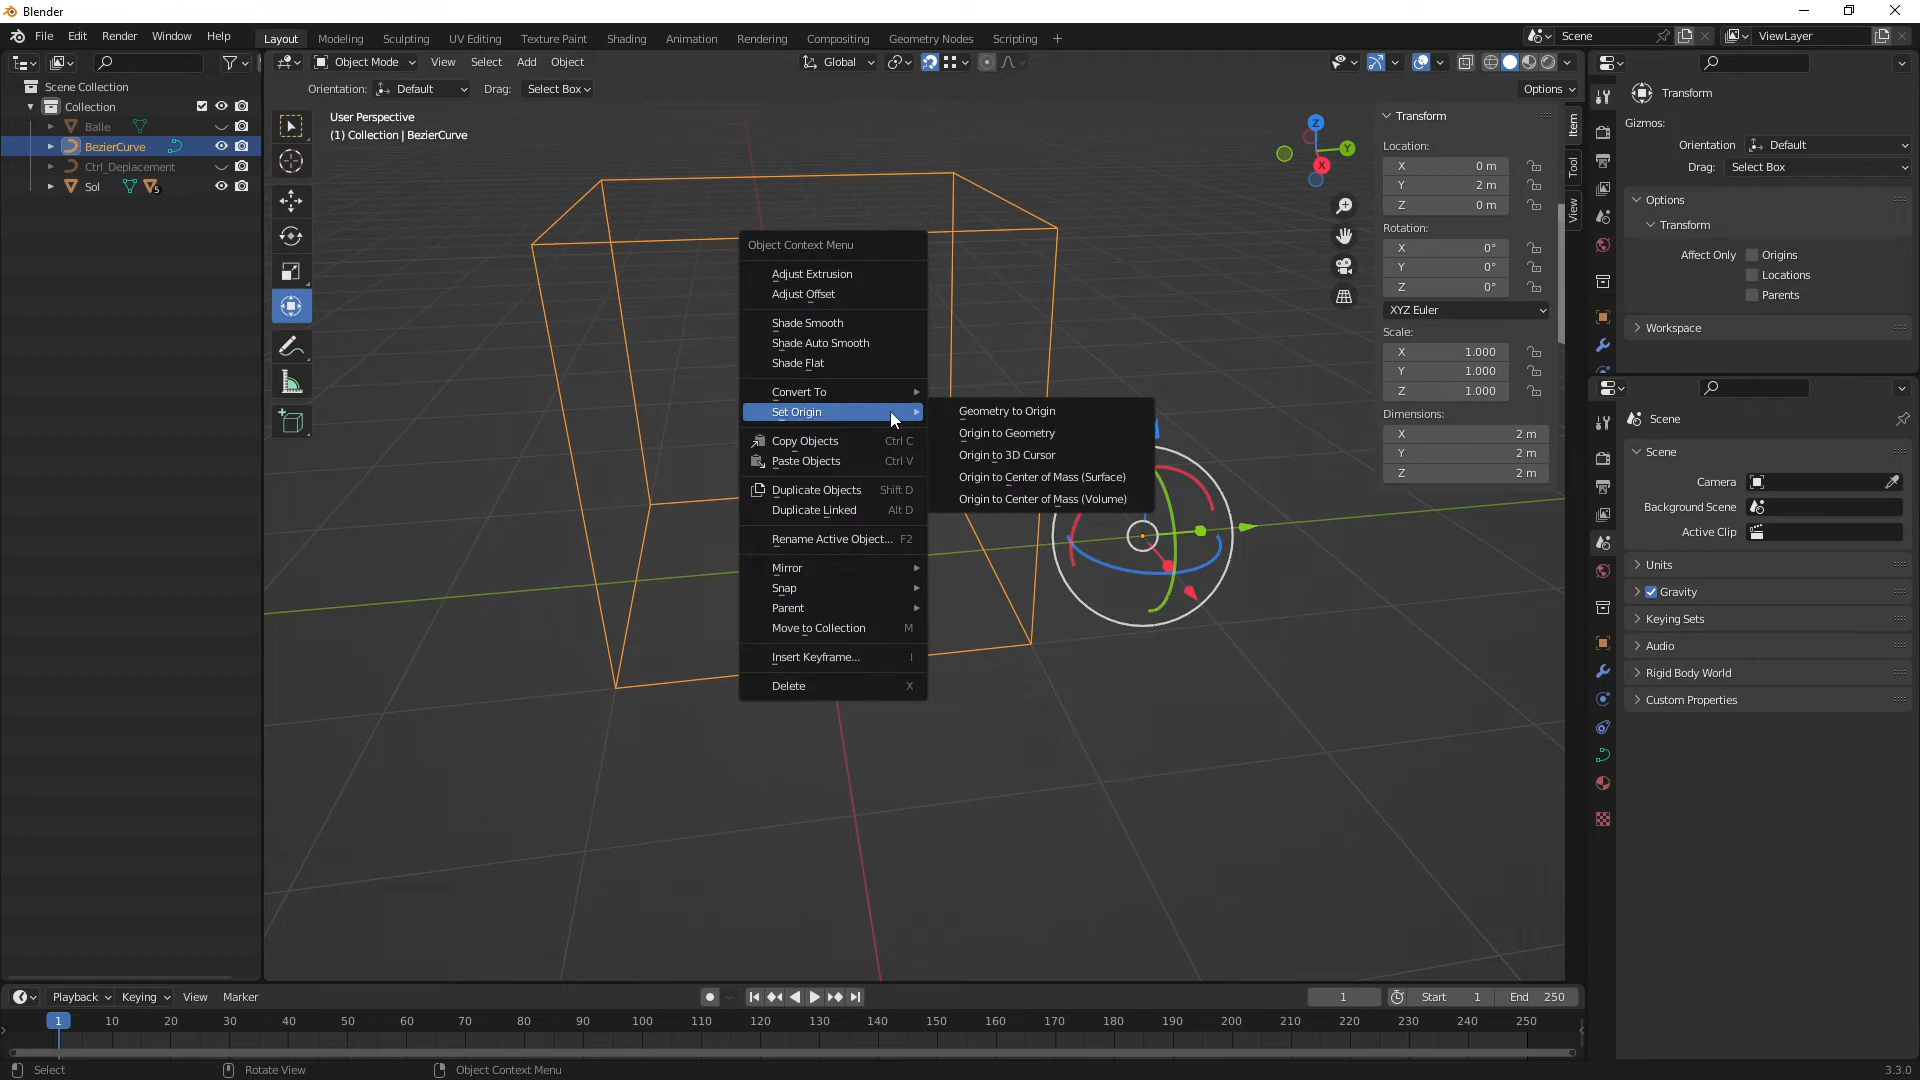 Blender
File Edit Render Window Help
Layout Modeling Sculpting UV Editing Texture Paint Shading Animation Rendering Compositing Geometry Nodes Scripting +
Scene
ViewLayer
Object Mode View Select Add Object
Global
Orientation: Default Drag: Select Box
Options
Scene Collection
Collection
Balle
BezierCurve
Ctrl_Deplacement
Sol 5
User Perspective
(1) Collection | BezierCurve
Z
Y
X
Object Context Menu
Adjust Extrusion
Adjust Offset
Shade Smooth
Shade Auto Smooth
Shade Flat
Convert To
Set Origin
Copy Objects Ctrl C
Paste Objects Ctrl V
Duplicate Objects Shift D
Duplicate Linked Alt D
Rename Active Object... F2
Mirror
Snap
Parent
Move to Collection M
Insert Keyframe... I
Delete X
Geometry to Origin
Origin to Geometry
Origin to 3D Cursor
Origin to Center of Mass (Surface)
Origin to Center of Mass (Volume)
Transform
Location:
X 0 m
Y 2 m
Z 0 m
Rotation:
X 0°
Y 0°
Z 0°
XYZ Euler
Scale:
X 1.000
Y 1.000
Z 1.000
Dimensions:
X 2 m
Y 2 m
Z 2 m
Item
Tool
View
Transform
Gizmos:
Orientation Default
Drag: Select Box
Options
Transform
Affect Only Origins
Locations
Parents
Workspace
Scene
Scene
Camera
Background Scene
Active Clip
Units
Gravity
Keying Sets
Audio
Rigid Body World
Custom Properties
Playback Keying View Marker
1 Start 1 End 250
1 10 20 30 40 50 60 70 80 90 100 110 120 130 140 150 160 170 180 190 200 210 220 230 240 250
Select Rotate View Object Context Menu 3.3.0